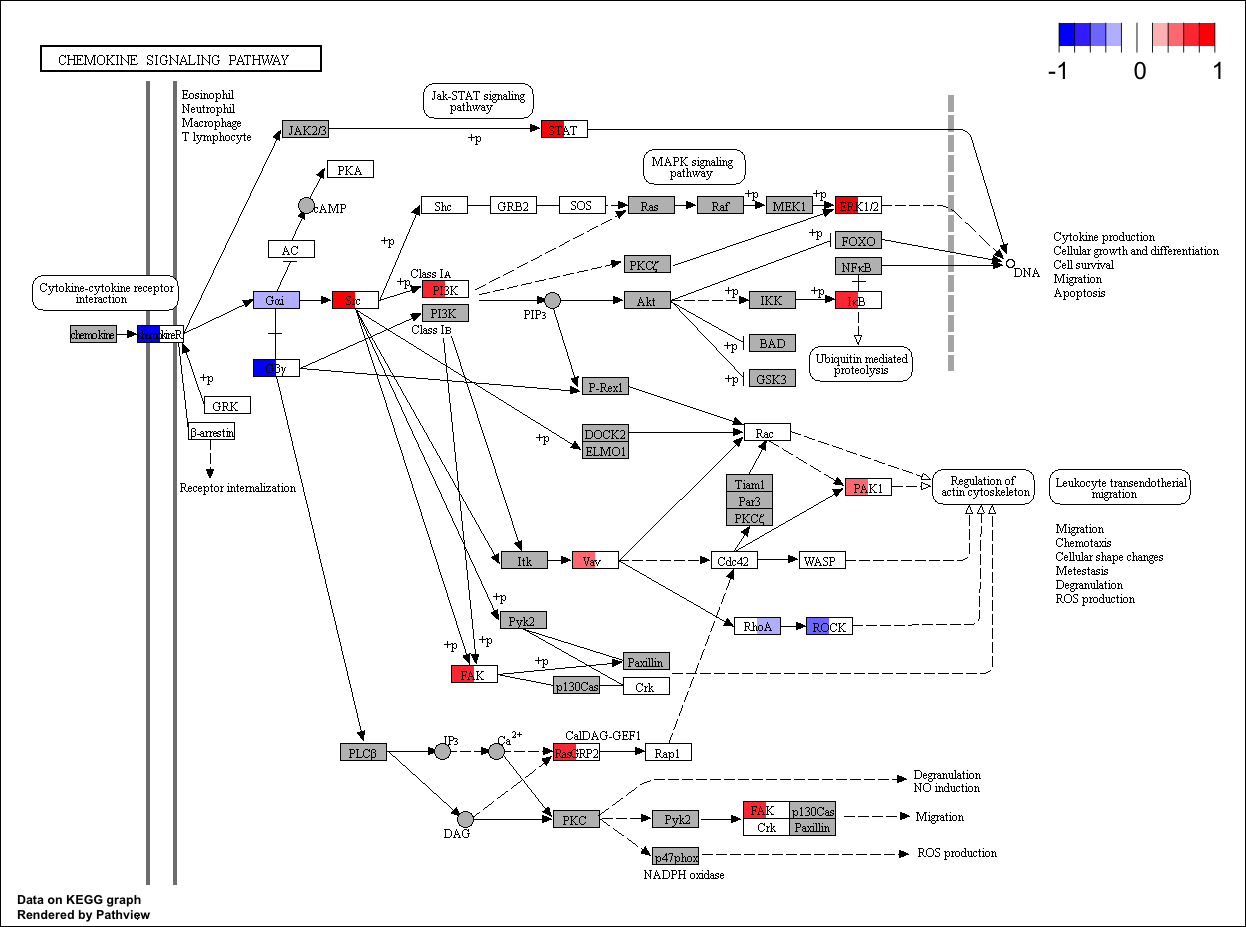 -1 0 1
CHEMOKINE SIGNALING PATHWAY
Eosinophil
Neutrophil
Macrophage
T lymphocyte
Jak-STAT signaling
pathway
JAK2/3
+p
STAT
MAPK signaling
pathway
PKA
cAMP
AC
Shc
GRB2
SOS
Ras
Raf
+p
MEK1
+p
ERK1/2
+p
+p
FOXO
PKCζ
NFκB
DNA
Cytokine production
Cellular growth and differentiation
Cell survival
Migration
Apoptosis
Cytokine-cytokine receptor
interaction
Gαi
Src
+p
Class IA
PI3K
PI3K
Class IB
PIP3
Akt
IKK
+p
IκB
chemokine
chemokineR
+p
BAD
Ubiquitin mediated
proteolysis
Gβγ
+p
GSK3
+p
P-Rex1
GRK
β-arrestin
Receptor internalization
+p
DOCK2
ELMO1
Rac
Tiam1
Par3
PKCζ
PAK1
Regulation of
actin cytoskeleton
Leukocyte transendotherial
migration
Itk
Vav
Cdc42
WASP
Migration
Chemotaxis
Cellular shape changes
Metastasis
Degranulation
ROS production
+p
Pyk2
RhoA
ROCK
+p
+p
FAK
+p
Paxillin
p130Cas
Crk
PLCβ
IP3
Ca2+
CalDAG-GEF1
RasGRP2
Rap1
DAG
PKC
Pyk2
FAK
p130Cas
Crk
Paxillin
Degranulation
NO induction
Migration
p47phox
NADPH oxidase
ROS production
Data on KEGG graph
Rendered by Pathview